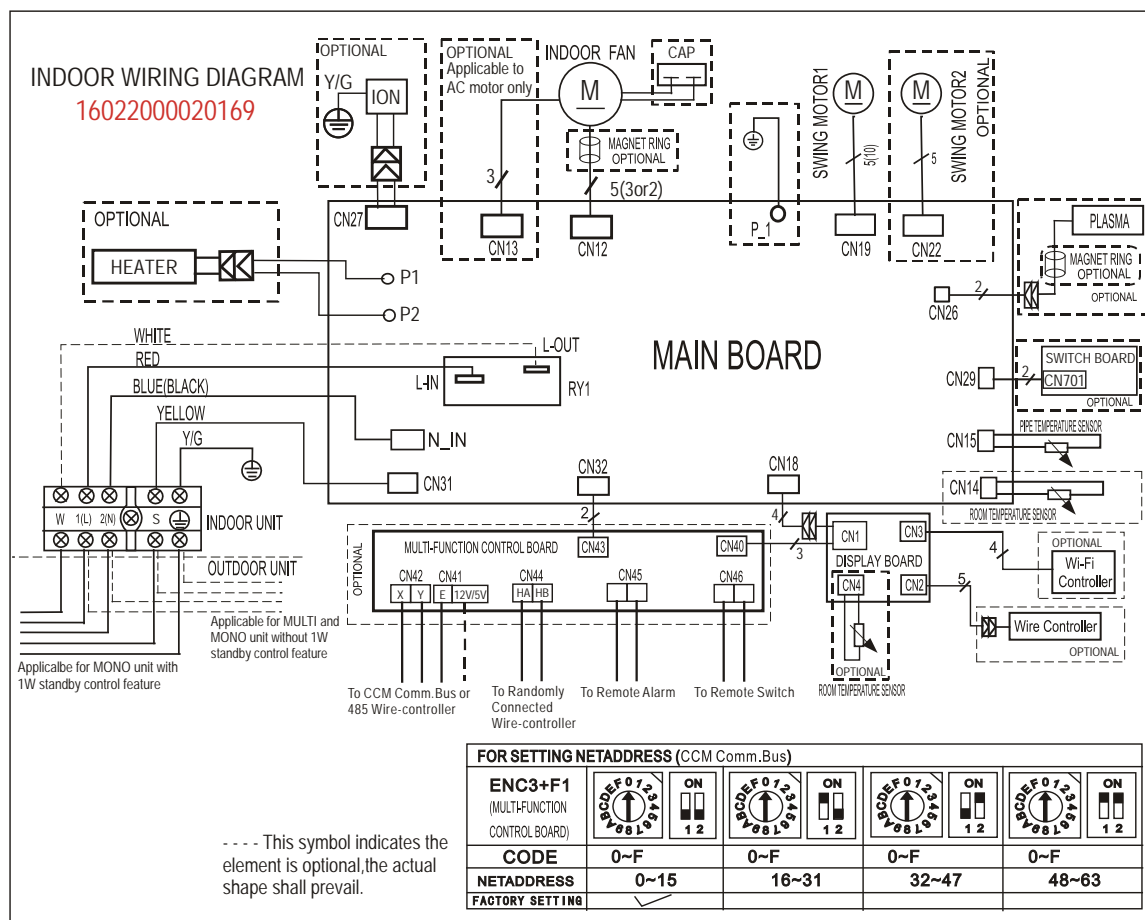 INDOOR WIRING DIAGRAM
16022000020169
OPTIONAL
Y/G
ION
CN27
OPTIONAL
Applicable to
AC motor only
3
CN13
INDOOR FAN
M
CAP
MAGNET RING
OPTIONAL
5(3or2)
CN12
P_1
SWING MOTOR1
M
5(10)
CN19
SWING MOTOR2
OPTIONAL
M
5
CN22
PLASMA
MAGNET RING
OPTIONAL
OPTIONAL
2
CN26
OPTIONAL
HEATER
P1
P2
WHITE
RED
BLUE(BLACK)
YELLOW
Y/G
L-OUT
L-IN
RY1
N_IN
CN31
MAIN BOARD
CN29
2
SWITCH BOARD
CN701
OPTIONAL
CN15
PIPE TEMPERATURE SENSOR
CN14
ROOM TEMPERATURE SENSOR
W 1(L) 2(N) S
INDOOR UNIT
OUTDOOR UNIT
Applicable for MULTI and
MONO unit without 1W
standby control feature
Applicalbe for MONO unit with
1W standby control feature
CN32
2
CN18
4
OPTIONAL
MULTI-FUNCTION CONTROL BOARD
CN43
CN40
3
CN42 CN41 CN44 CN45 CN46
X Y E 12V/5V HA HB
To CCM Comm.Bus or
485 Wire-controller
To Randomly
Connected
Wire-controller
To Remote Alarm
To Remote Switch
CN1
CN3
DISPLAY BOARD
CN4
CN2
OPTIONAL
ROOM TEMPERATURE SENSOR
4
OPTIONAL
Wi-Fi
Controller
5
Wire Controller
OPTIONAL
- - - - This symbol indicates the
element is optional,the actual
shape shall prevail.
FOR SETTING NETADDRESS (CCM Comm.Bus)
ENC3+F1
(MULTI-FUNCTION
CONTROL BOARD)
0123456789ABCDEF ON 1 2
0123456789ABCDEF ON 1 2
0123456789ABCDEF ON 1 2
0123456789ABCDEF ON 1 2
CODE 0~F 0~F 0~F 0~F
NETADDRESS 0~15 16~31 32~47 48~63
FACTORY SETTING